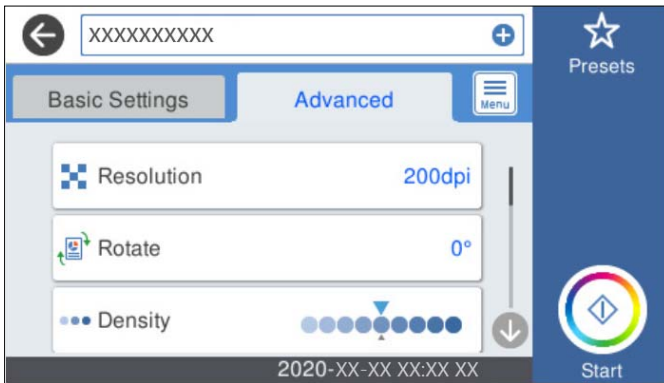 XXXXXXXXXX
Presets
Basic Settings
Advanced
Menu
Resolution 200dpi
Rotate 0°
Density
2020-XX-XX XX:XX XX
Start